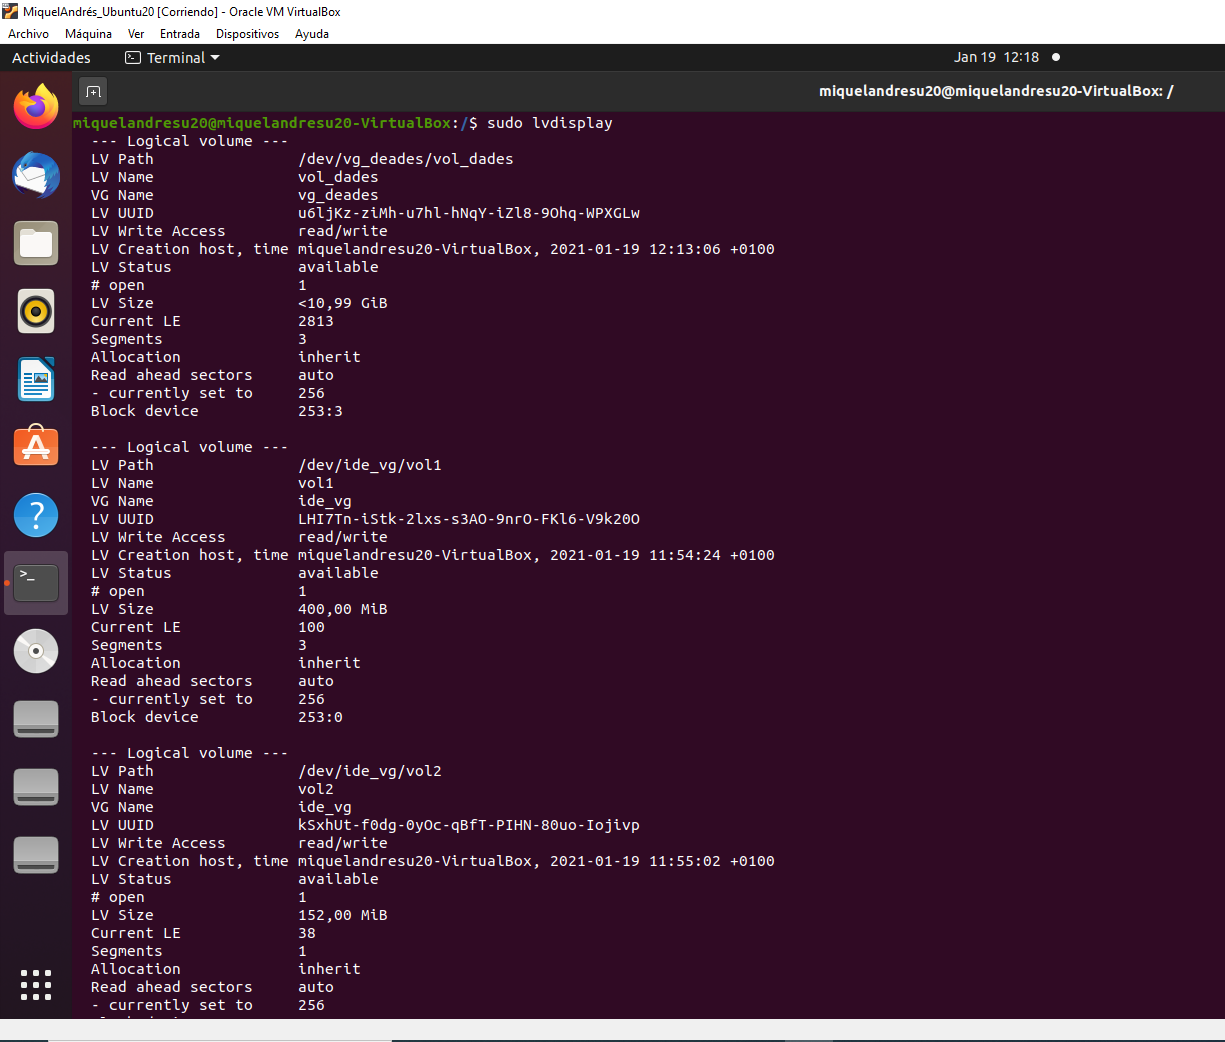 MiquelAndrés_Ubuntu20 [Corriendo] - Oracle VM VirtualBox
Archivo Máquina Ver Entrada Dispositivos Ayuda
Actividades Terminal Jan 19 12:18
miquelandresu20@miquelandresu20-VirtualBox: /
miquelandresu20@miquelandresu20-VirtualBox:/$ sudo lvdisplay
--- Logical volume ---
LV Path /dev/vg_deades/vol_dades
LV Name vol_dades
VG Name vg_deades
LV UUID u6ljKz-ziMh-u7hl-hNqY-iZl8-9Ohq-WPXGLw
LV Write Access read/write
LV Creation host, time miquelandresu20-VirtualBox, 2021-01-19 12:13:06 +0100
LV Status available
# open 1
LV Size <10,99 GiB
Current LE 2813
Segments 3
Allocation inherit
Read ahead sectors auto
- currently set to 256
Block device 253:3
--- Logical volume ---
LV Path /dev/ide_vg/vol1
LV Name vol1
VG Name ide_vg
LV UUID LHI7Tn-iStk-2lxs-s3AO-9nrO-FKl6-V9k20O
LV Write Access read/write
LV Creation host, time miquelandresu20-VirtualBox, 2021-01-19 11:54:24 +0100
LV Status available
# open 1
LV Size 400,00 MiB
Current LE 100
Segments 3
Allocation inherit
Read ahead sectors auto
- currently set to 256
Block device 253:0
--- Logical volume ---
LV Path /dev/ide_vg/vol2
LV Name vol2
VG Name ide_vg
LV UUID kSxhUt-f0dg-0yOc-qBfT-PIHN-80uo-Iojivp
LV Write Access read/write
LV Creation host, time miquelandresu20-VirtualBox, 2021-01-19 11:55:02 +0100
LV Status available
# open 1
LV Size 152,00 MiB
Current LE 38
Segments 1
Allocation inherit
Read ahead sectors auto
- currently set to 256